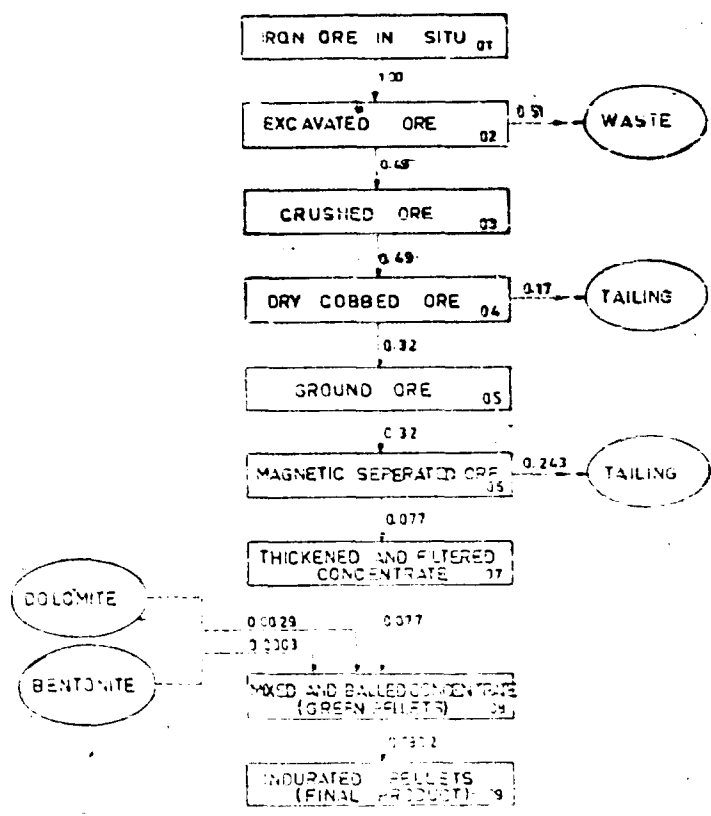 IRON ORE IN SITU 01
1.00
EXCAVATED ORE 02
0.51
WASTE
0.49
CRUSHED ORE 03
0.49
DRY COBBED ORE 04
0.17
TAILING
0.32
GROUND ORE 05
0.32
MAGNETIC SEPERATED ORE 06
0.243
TAILING
0.077
THICKENED AND FILTERED
CONCENTRATE 07
DOLOMITE
0.0029
0.077
0.0003
BENTONITE
MIXED AND BALLED CONCENTRATE
(GREEN PELLETS)
INDURATED PELLETS
(FINAL PRODUCT)